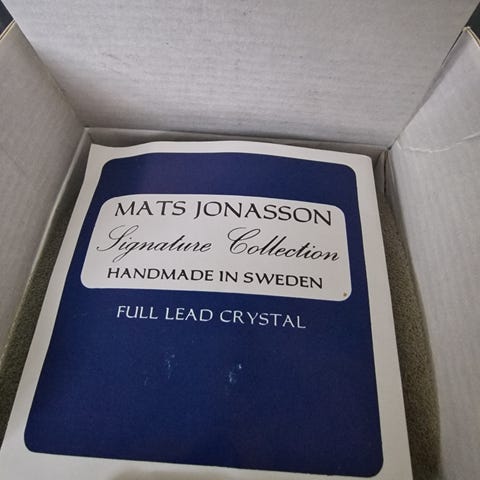 MATS JONASSON
Signature Collection
HANDMADE IN SWEDEN
FULL LEAD CRYSTAL